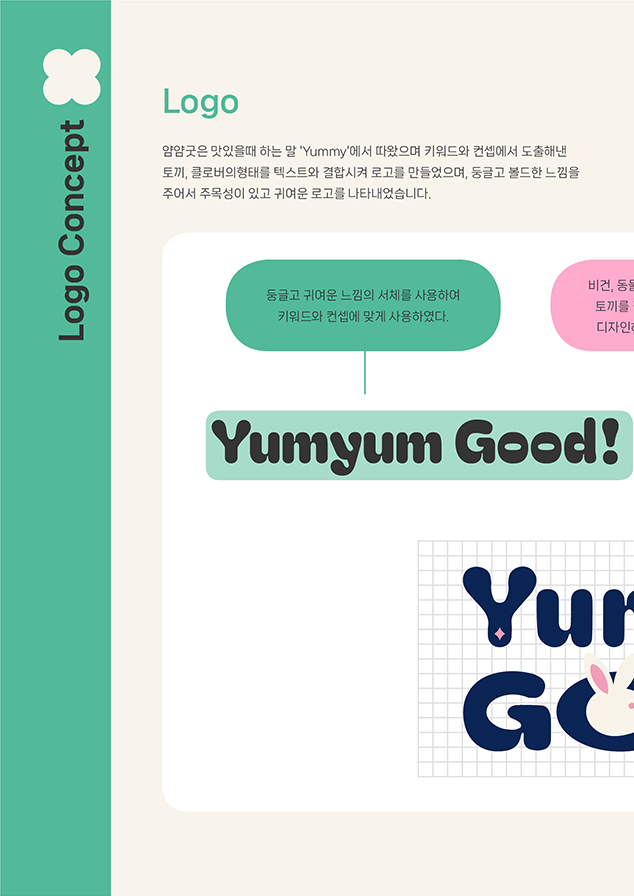 Logo Concept
Logo
얌얌굿은 맛있을때 하는 말 'Yummy'에서 따왔으며 키워드와 컨셉에서 도출해낸
토끼, 클로버의형태를 텍스트와 결합시켜 로고를 만들었으며, 둥글고 볼드한 느낌을
주어서 주목성이 있고 귀여운 로고를 나타내었습니다.
둥글고 귀여운 느낌의 서체를 사용하여
키워드와 컨셉에 맞게 사용하였다.
비건, 동물
토끼를
디자인
Yumyum Good!
Yu
G